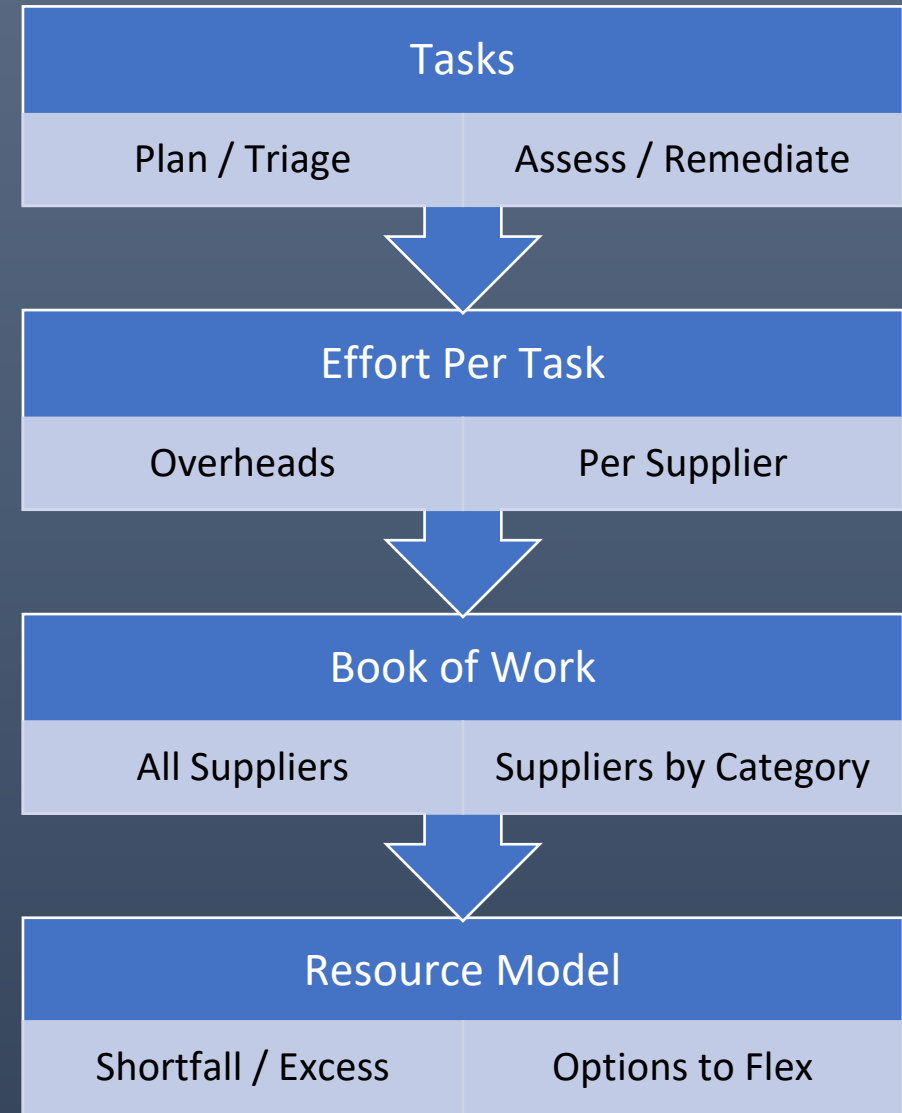 Tasks
Plan / Triage
Assess / Remediate
Effort Per Task
Overheads
Per Supplier
Book of Work
All Suppliers
Suppliers by Category
Resource Model
Shortfall / Excess
Options to Flex